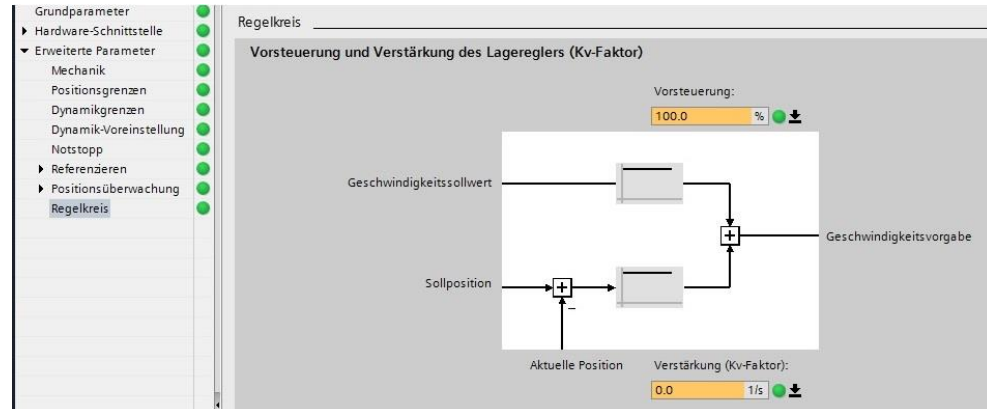 Grundparameter
Hardware-Schnittstelle
Erweiterte Parameter
Mechanik
Positionsgrenzen
Dynamikgrenzen
Dynamik-Voreinstellung
Notstopp
Referenzieren
Positionsüberwachung
Regelkreis
Regelkreis
Vorsteuerung und Verstärkung des Lagereglers (Kv-Faktor)
Vorsteuerung:
100.0 %
Geschwindigkeitssollwert
+
Geschwindigkeitsvorgabe
Sollposition
+
–
Aktuelle Position
Verstärkung (Kv-Faktor):
0.0 1/s